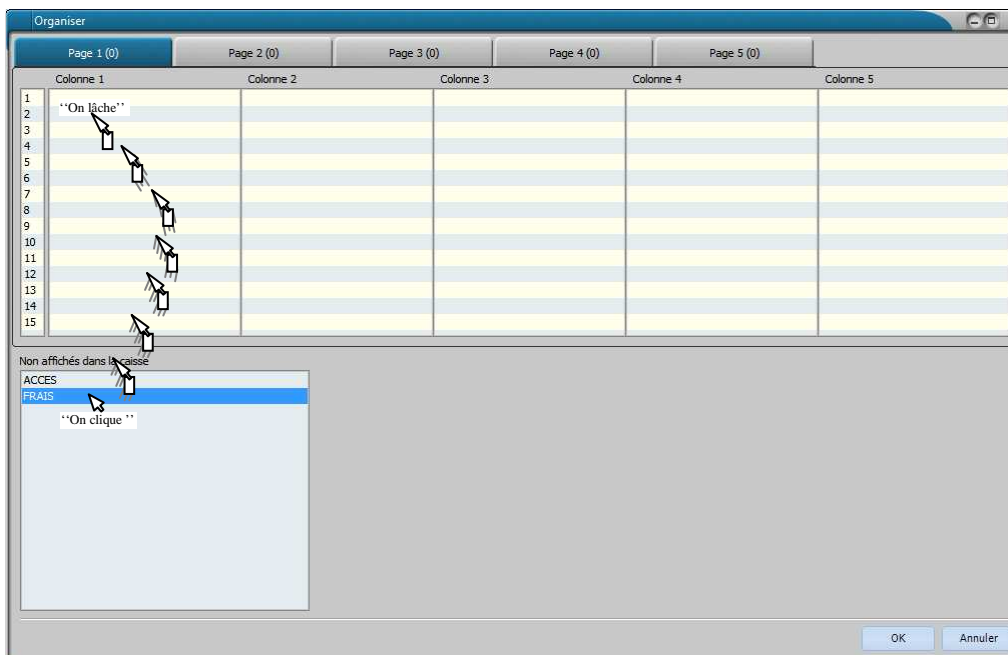 Organiser
Page 1 (0) Page 2 (0) Page 3 (0) Page 4 (0) Page 5 (0)
Colonne 1 Colonne 2 Colonne 3 Colonne 4 Colonne 5
1
‘‘On lâche’’
2
3
4
5
6
7
8
9
10
11
12
13
14
15
Non affichés dans la caisse
ACCES
FRAIS
‘‘On clique ’’
OK Annuler